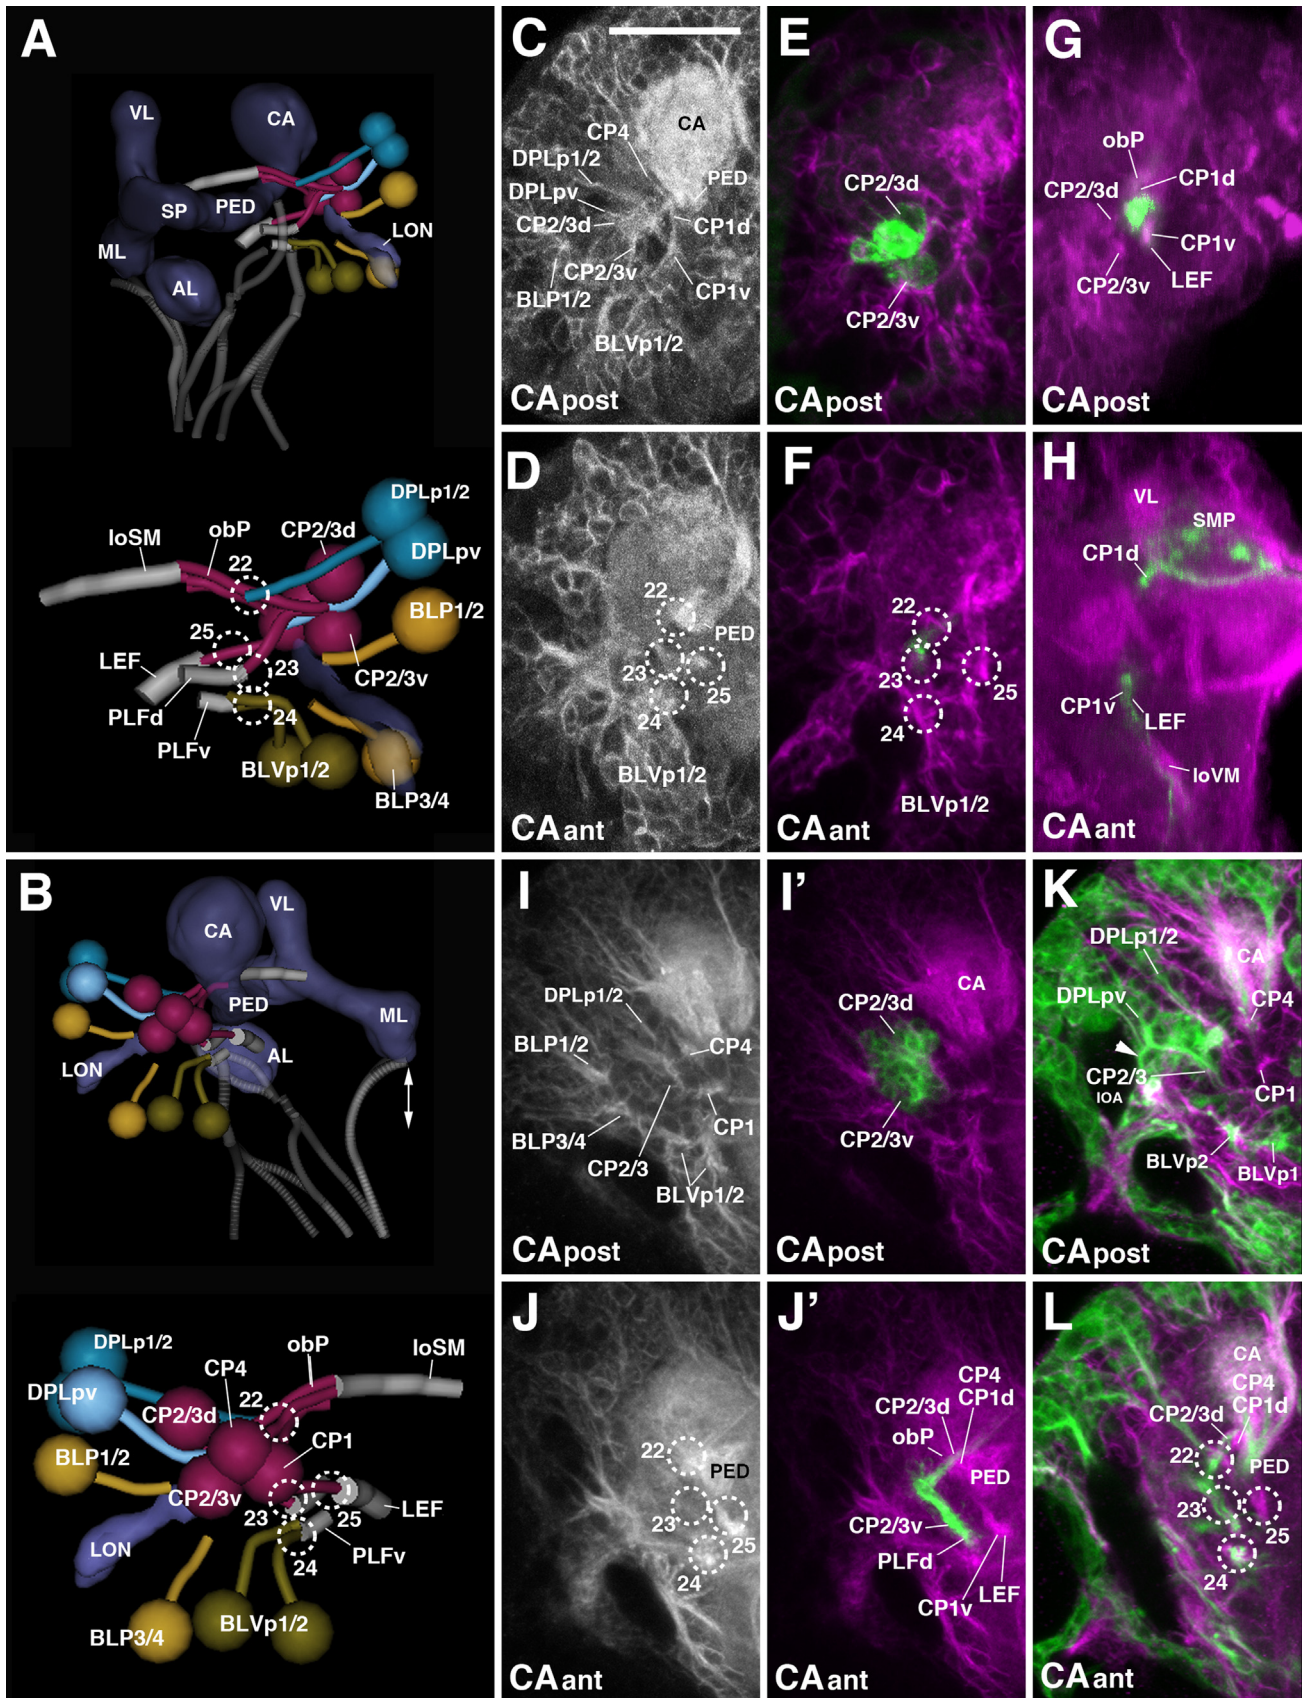 A
VL
CA
SP
PED
ML
LON
AL
DPLp1/2
obP
CP2/3d
loSM
DPLpv
22
BLP1/2
25
LEF
23
CP2/3v
PLFd
24
PLFv
BLVp1/2
BLP3/4
B
VL
CA
PED
ML
AL
LON
DPLp1/2
obP
loSM
CP4
DPLpv
22
CP2/3d
CP1
BLP1/2
CP2/3v
LEF
23
25
PLFv
LON
24
BLVp1/2
BLP3/4
C
CP4
CA
DPLp1/2
PED
DPLpv
CP2/3d
CP1d
CP2/3v
BLP1/2
CP1v
BLVp1/2
CApost
D
22
PED
23
25
24
BLVp1/2
CAant
E
CP2/3d
CP2/3v
CApost
F
22
23
25
24
BLVp1/2
CAant
G
obP
CP1d
CP2/3d
CP1v
CP2/3v
LEF
CApost
H
VL
SMP
CP1d
CP1v
LEF
loVM
CAant
I
DPLp1/2
BLP1/2
CP4
BLP3/4
CP1
CP2/3
BLVp1/2
CApost
I’
CA
CP2/3d
CP2/3v
CApost
J
22
PED
23
25
24
CAant
J’
CP4
CP2/3d
CP1d
obP
PED
CP2/3v
PLFd
LEF
CP1v
CAant
K
DPLp1/2
CA
DPLpv
CP4
CP2/3
IOA
CP1
BLVp2
BLVp1
CApost
L
CA
CP4
CP1d
CP2/3d
22
PED
23
25
24
CAant